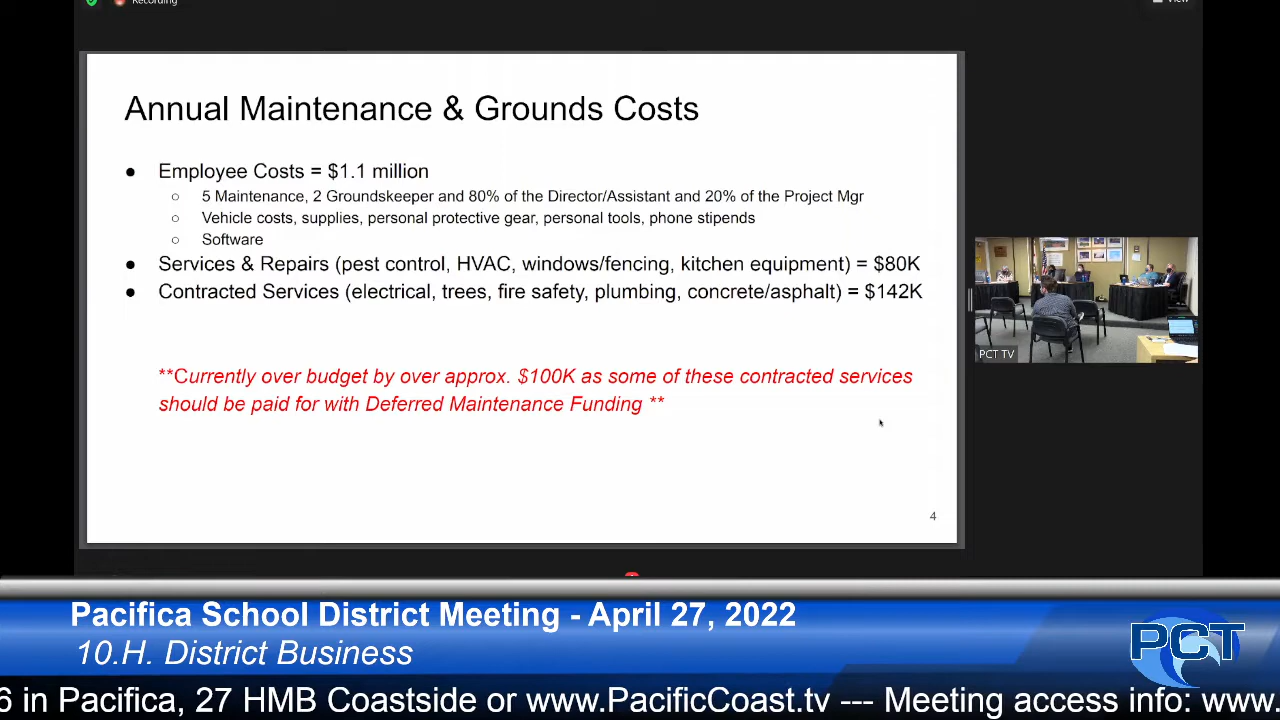 Recording
View
Annual Maintenance & Grounds Costs
● Employee Costs = $1.1 million
○ 5 Maintenance, 2 Groundskeeper and 80% of the Director/Assistant and 20% of the Project Mgr
○ Vehicle costs, supplies, personal protective gear, personal tools, phone stipends
○ Software
● Services & Repairs (pest control, HVAC, windows/fencing, kitchen equipment) = $80K
● Contracted Services (electrical, trees, fire safety, plumbing, concrete/asphalt) = $142K
**Currently over budget by over approx. $100K as some of these contracted services
should be paid for with Deferred Maintenance Funding **
4
PCT TV
Pacifica School District Meeting - April 27, 2022
10.H. District Business
PCT
6 in Pacifica, 27 HMB Coastside or www.PacificCoast.tv --- Meeting access info: www.